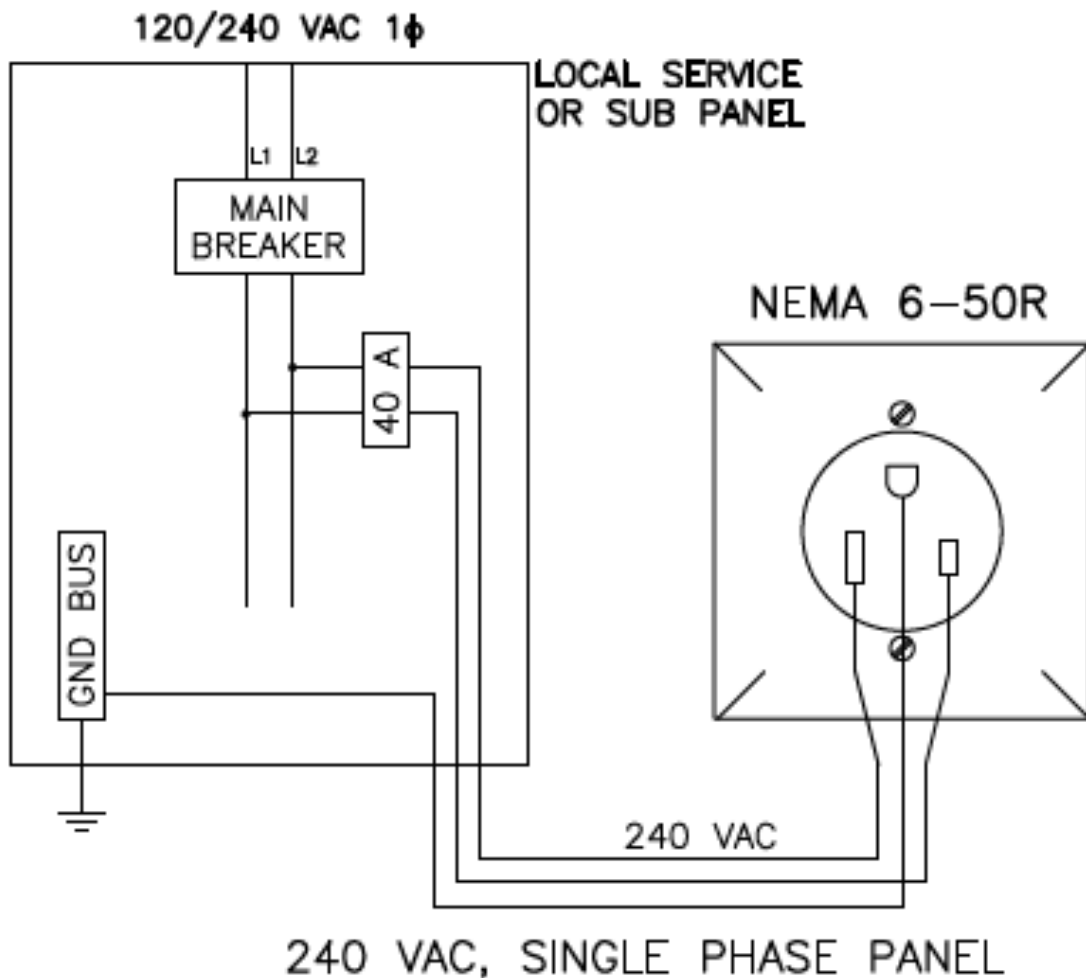 120/240 VAC 1ϕ
LOCAL SERVICE
OR SUB PANEL
L1 L2
MAIN
BREAKER
NEMA 6-50R
40 A
GND BUS
240 VAC
240 VAC, SINGLE PHASE PANEL